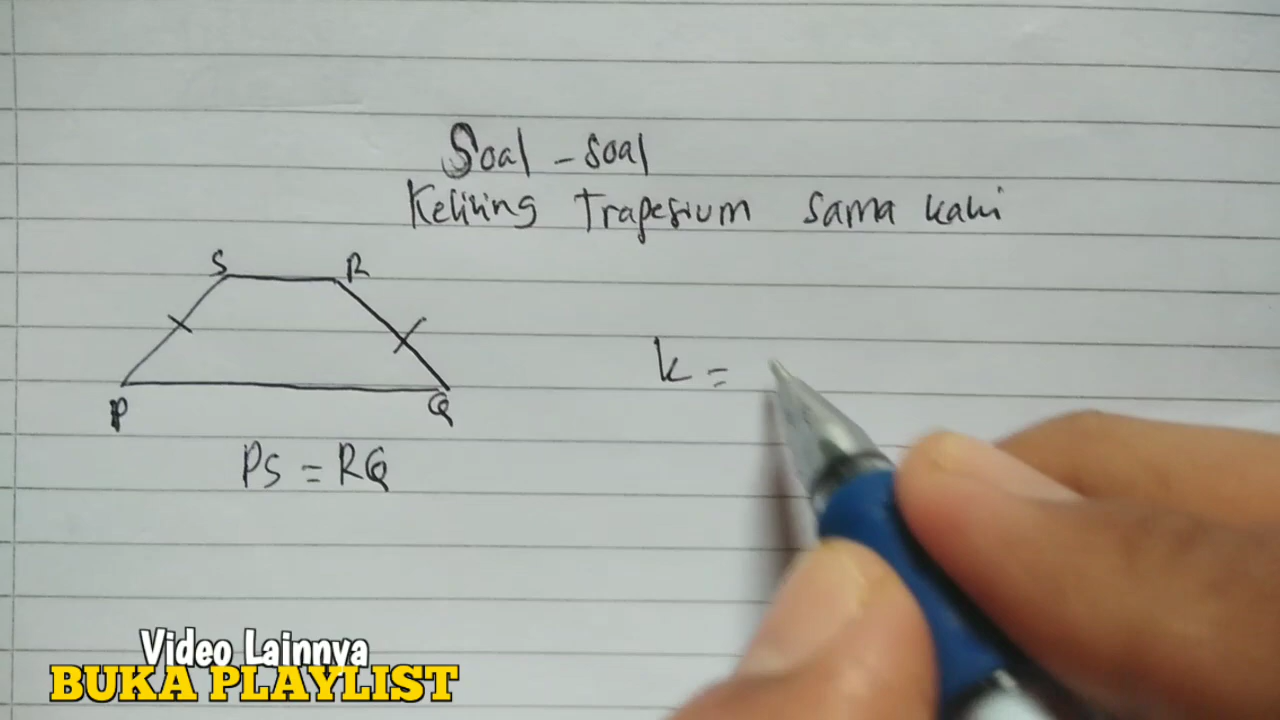 Soal - soal
Keliling Trapesium sama kaki
S R
P Q
PS = RQ
K =
Video Lainnya
BUKA PLAYLIST